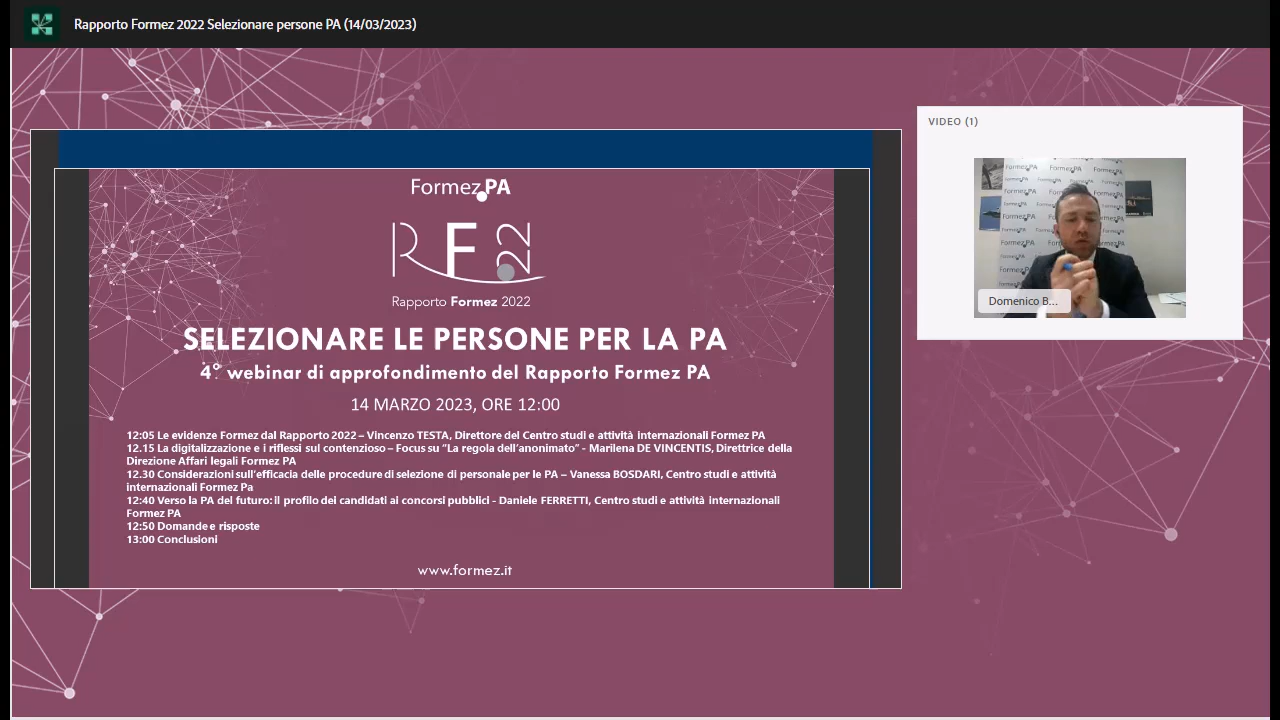 Rapporto Formez 2022 Selezionare persone PA (14/03/2023)
VIDEO (1)
FormezPA
RF22
Rapporto Formez 2022
SELEZIONARE LE PERSONE PER LA PA
4° webinar di approfondimento del Rapporto Formez PA
14 MARZO 2023, ORE 12:00
12:05 Le evidenze Formez dal Rapporto 2022 – Vincenzo TESTA, Direttore del Centro studi e attività internazionali Formez PA
12.15 La digitalizzazione e i riflessi sul contenzioso – Focus su "La regola dell'anonimato" - Marilena DE VINCENTIS, Direttrice della
Direzione Affari legali Formez PA
12.30 Considerazioni sull'efficacia delle procedure di selezione di personale per le PA – Vanessa BOSDARI, Centro studi e attività
internazionali Formez Pa
12:40 Verso la PA del futuro: il profilo dei candidati ai concorsi pubblici - Daniele FERRETTI, Centro studi e attività internazionali
Formez PA
12:50 Domande e risposte
13:00 Conclusioni
www.formez.it
FormezPA
Domenico B...